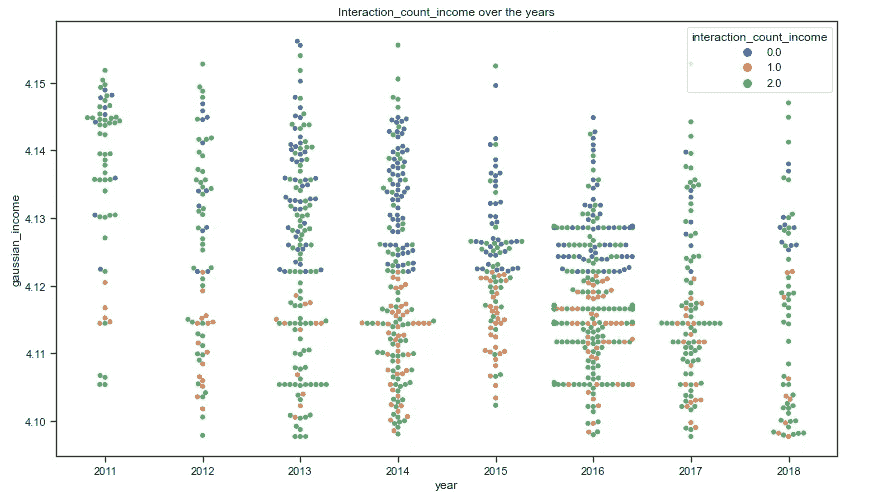 Interaction_count_income over the years
interaction_count_income
0.0
1.0
2.0
4.15
4.14
4.13
4.12
4.11
4.10
gaussian_income
2011 2012 2013 2014 2015 2016 2017 2018
year